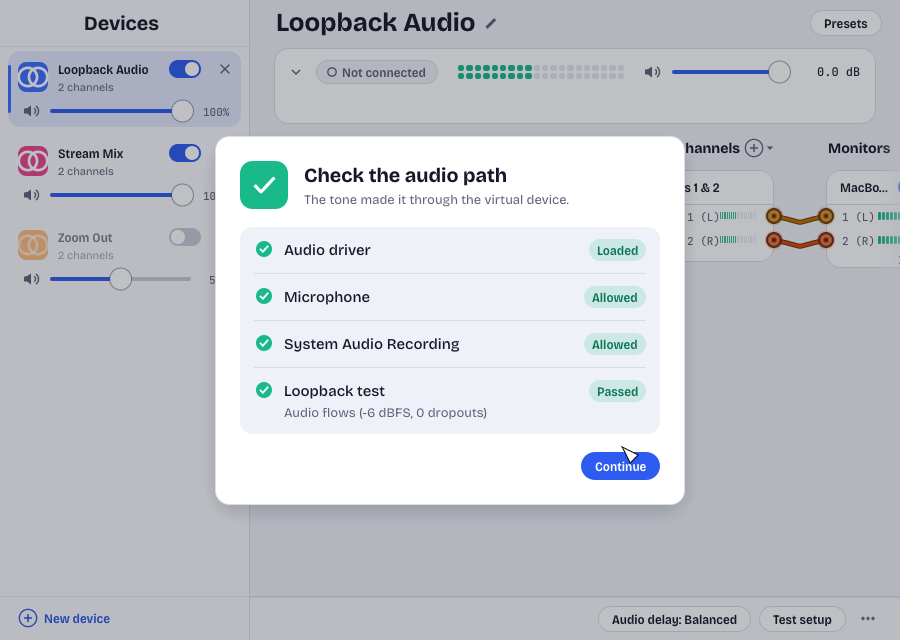 Devices
Loopback Audio
2 channels
100%
Stream Mix
2 channels
Zoom Out
2 channels
New device
Loopback Audio
Presets
Not connected
0.0 dB
Monitors
1 & 2
1 (L)
2 (R)
MacBo...
1 (L)
2 (R)
Check the audio path
The tone made it through the virtual device.
Audio driver
Loaded
Microphone
Allowed
System Audio Recording
Allowed
Loopback test
Passed
Audio flows (-6 dBFS, 0 dropouts)
Continue
Audio delay: Balanced
Test setup